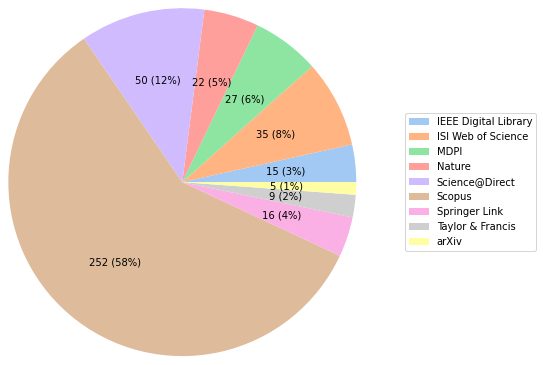 50 (12%)
22 (5%)
27 (6%)
35 (8%)
15 (3%)
5 (1%)
9 (2%)
16 (4%)
252 (58%)
IEEE Digital Library
ISI Web of Science
MDPI
Nature
Science@Direct
Scopus
Springer Link
Taylor & Francis
arXiv